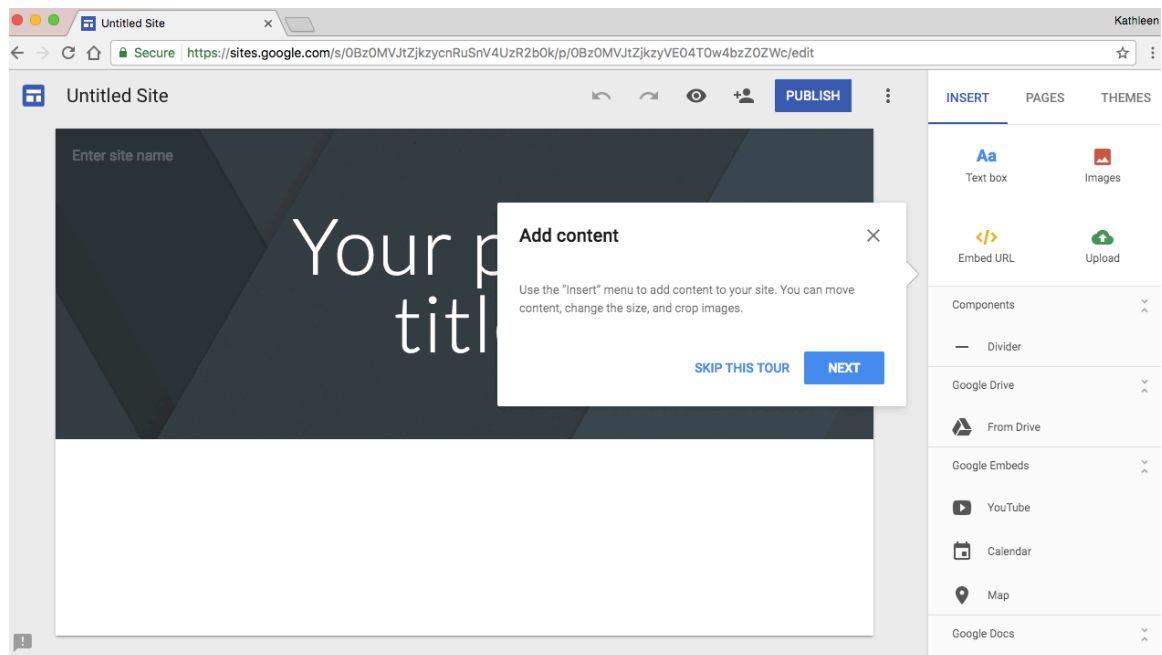 Untitled Site
Kathleen
Secure https://sites.google.com/s/0Bz0MVJtZjkzycnRuSnV4UzR2b0k/p/0Bz0MVJtZjkzyVE04T0w4bzZ0ZWc/edit
Untitled Site
PUBLISH
INSERT PAGES THEMES
Enter site name
Your p
titl
Add content
Use the "Insert" menu to add content to your site. You can move
content, change the size, and crop images.
SKIP THIS TOUR NEXT
Aa
Text box Images
</>
Embed URL Upload
Components
Divider
Google Drive
From Drive
Google Embeds
YouTube
Calendar
Map
Google Docs